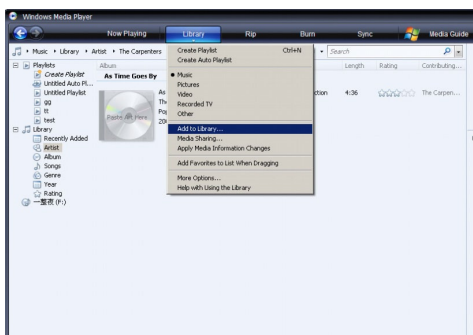 Windows Media Player
Now Playing Library Rip Burn Sync Media Guide
Music Library Artist The Carpenters
Search
Playlists
Create Playlist
Untitled Auto Pl...
Untitled Playlist
gg
tt
test
Library
Recently Added
Artist
Album
Songs
Genre
Year
Rating
一整夜 (F:)
Album
As Time Goes By
Paste Art Here
Create Playlist Ctrl+N
Create Auto Playlist
Music
Pictures
Video
Recorded TV
Other
Add to Library...
Media Sharing...
Apply Media Information Changes
Add Favorites to List When Dragging
More Options...
Help with Using the Library
Length Rating Contributing...
4:36 The Carpen...